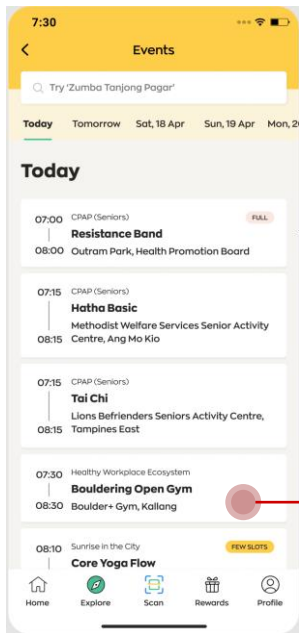 7:30
Events
Try 'Zumba Tanjong Pagar'
Today Tomorrow Sat, 18 Apr Sun, 19 Apr Mon, 2
Today
07:00 CPAP (Seniors) FULL
Resistance Band
08:00 Outram Park, Health Promotion Board
07:15 CPAP (Seniors)
Hatha Basic
Methodist Welfare Services Senior Activity
08:15 Centre, Ang Mo Kio
07:15 CPAP (Seniors)
Tai Chi
Lions Befrienders Seniors Activity Centre,
08:15 Tampines East
07:30 Healthy Workplace Ecosystem
Bouldering Open Gym
08:30 Boulder+ Gym, Kallang
08:10 Sunrise in the City FEW SLOTS
Core Yoga Flow
Home Explore Scan Rewards Profile